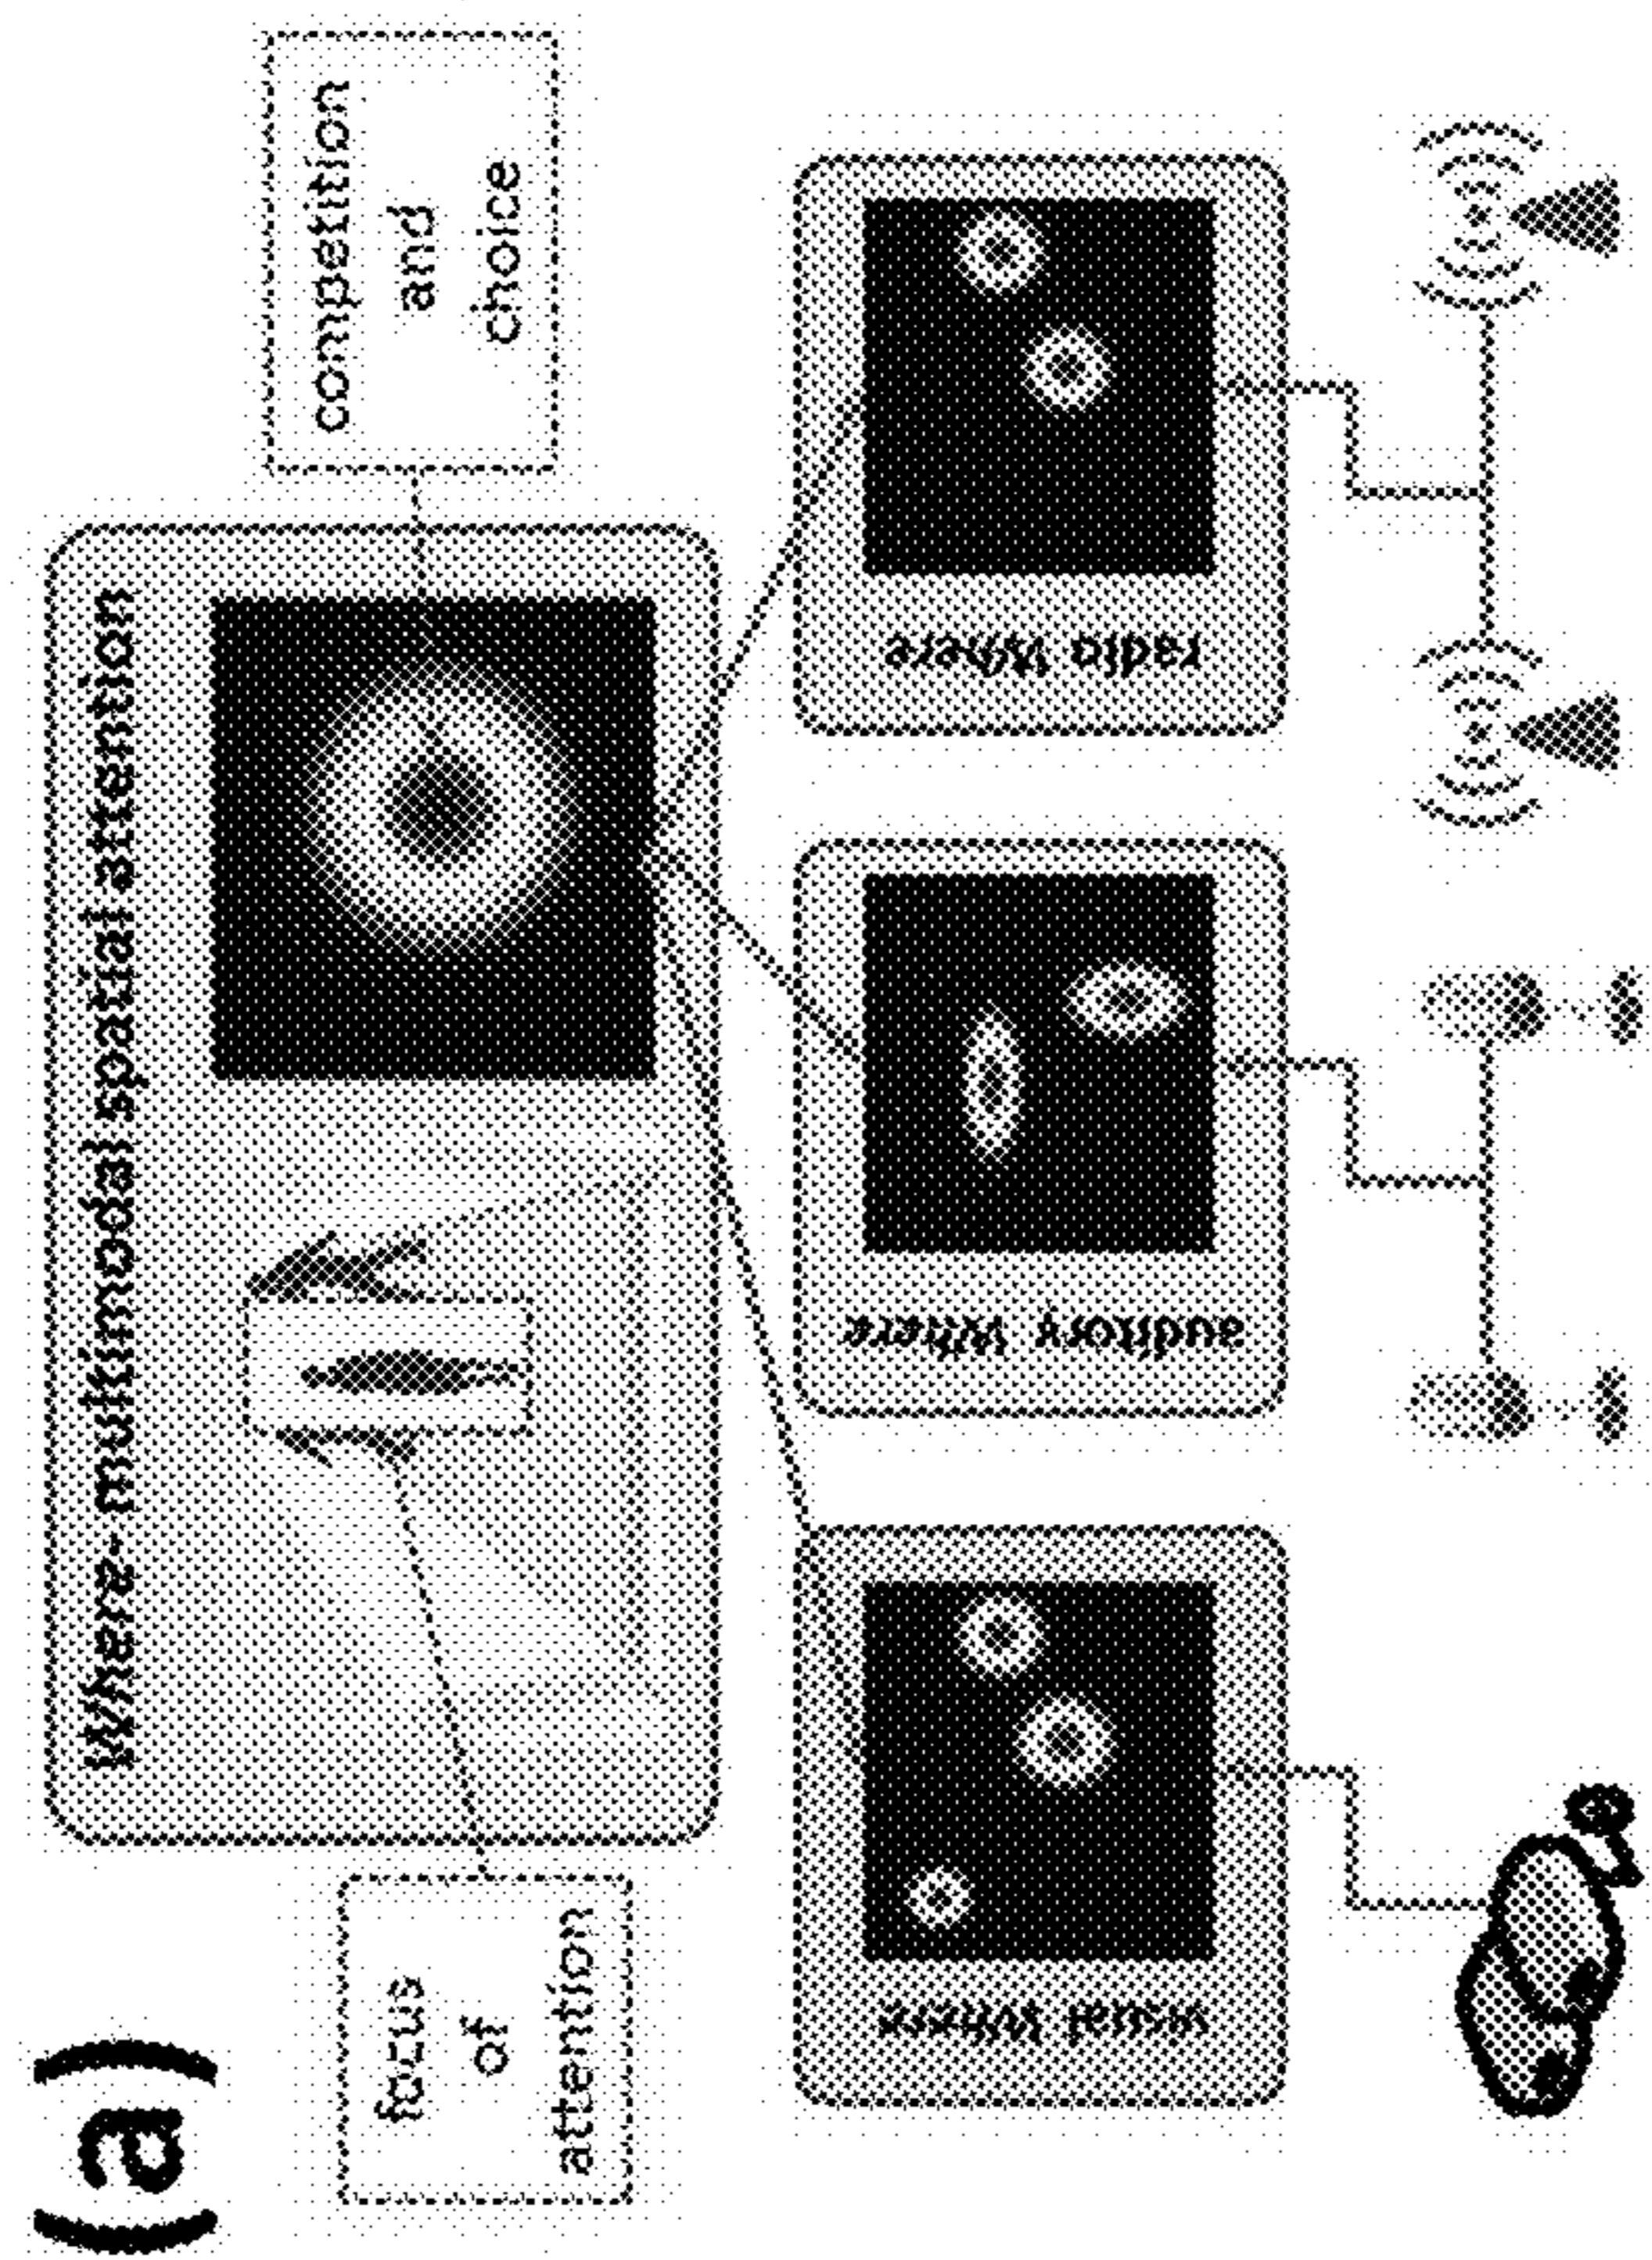 (a)
Where - multimodal spatial attention
focus
of
attention
competition
and
choice
visual Where
auditory Where
radio Where